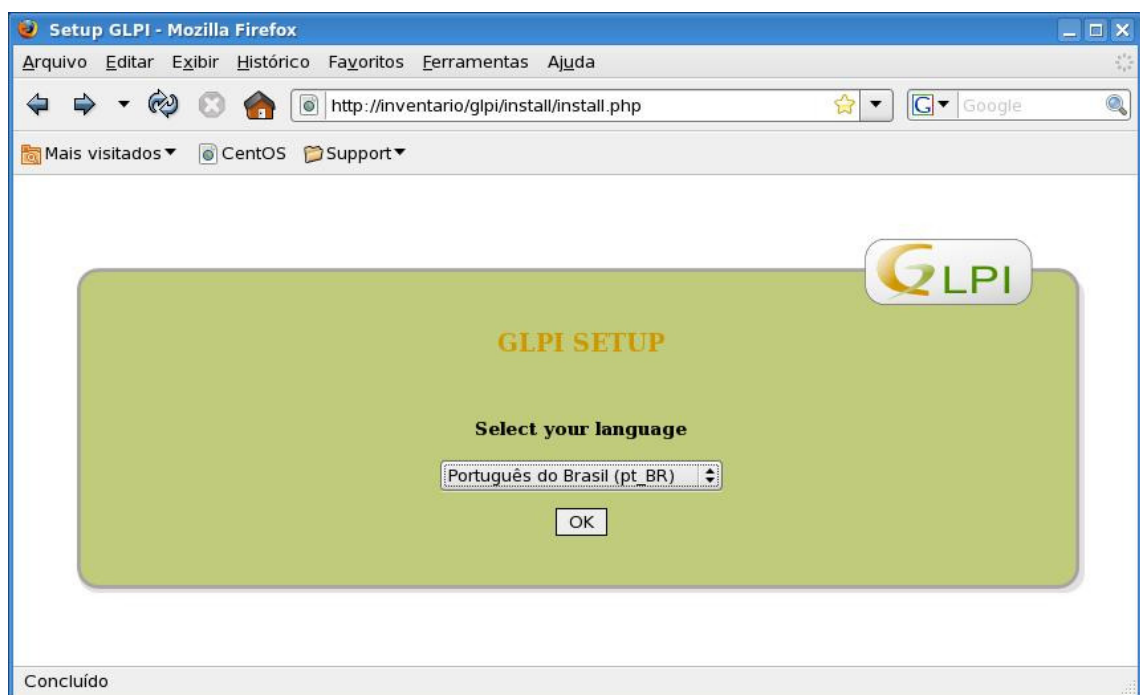 Setup GLPI - Mozilla Firefox
Arquivo Editar Exibir Histórico Favoritos Ferramentas Ajuda
http://inventario/glpi/install/install.php G Google
Mais visitados CentOS Support
GLPI
GLPI SETUP
Select your language
Português do Brasil (pt_BR)
OK
Concluído